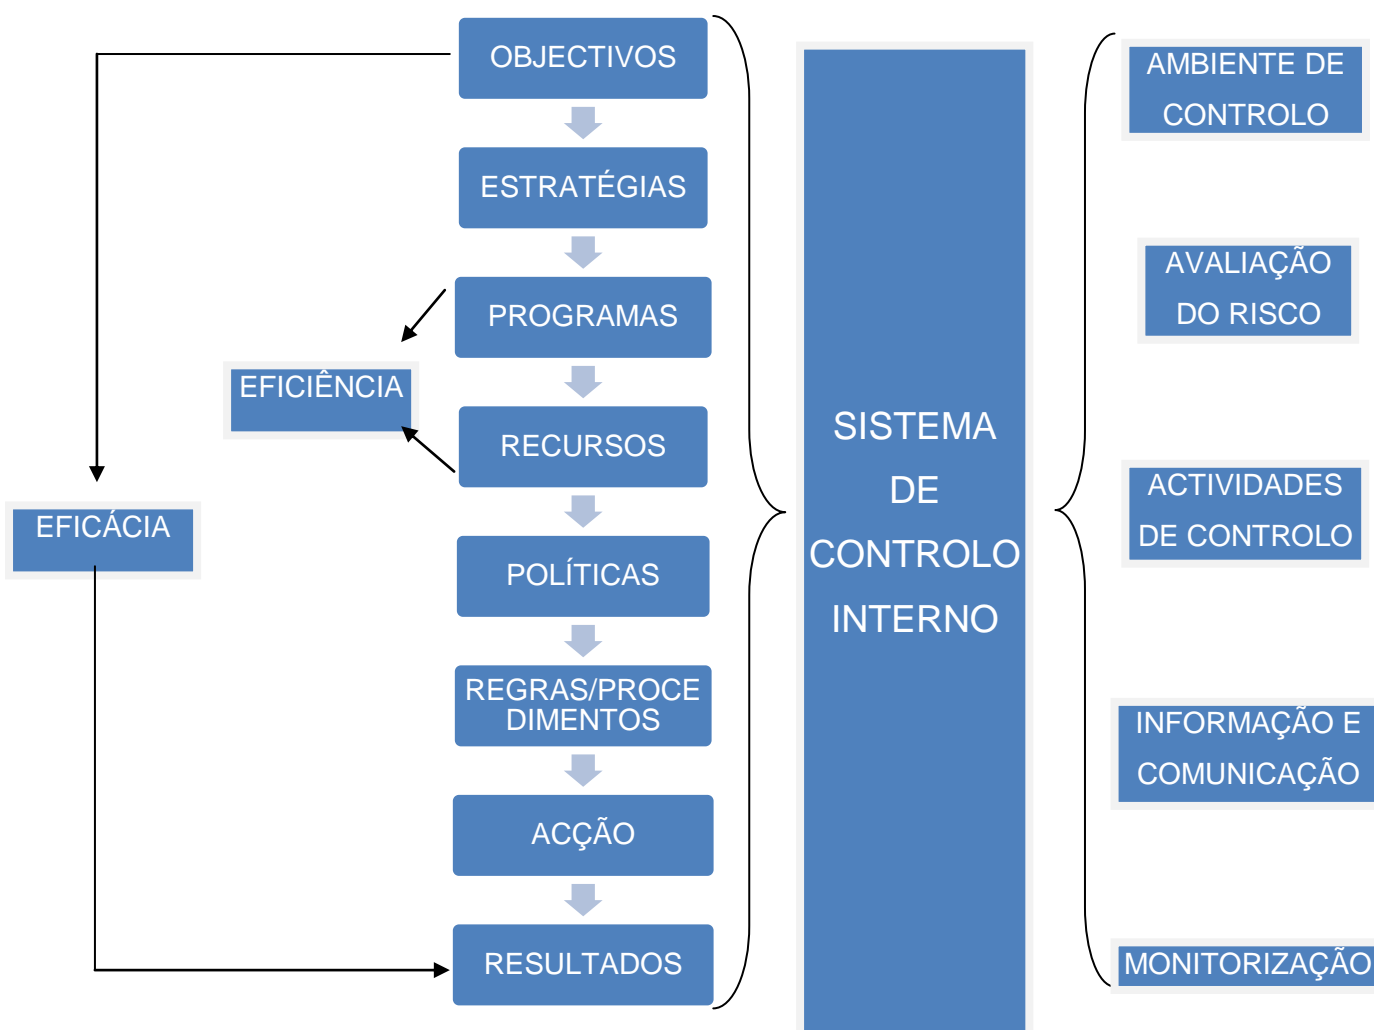 OBJECTIVOS
ESTRATÉGIAS
PROGRAMAS
EFICIÊNCIA
RECURSOS
EFICÁCIA
POLÍTICAS
REGRAS/PROCE
DIMENTOS
ACÇÃO
RESULTADOS
SISTEMA
DE
CONTROLO
INTERNO
AMBIENTE DE
CONTROLO
AVALIAÇÃO
DO RISCO
ACTIVIDADES
DE CONTROLO
INFORMAÇÃO E
COMUNICAÇÃO
MONITORIZAÇÃO